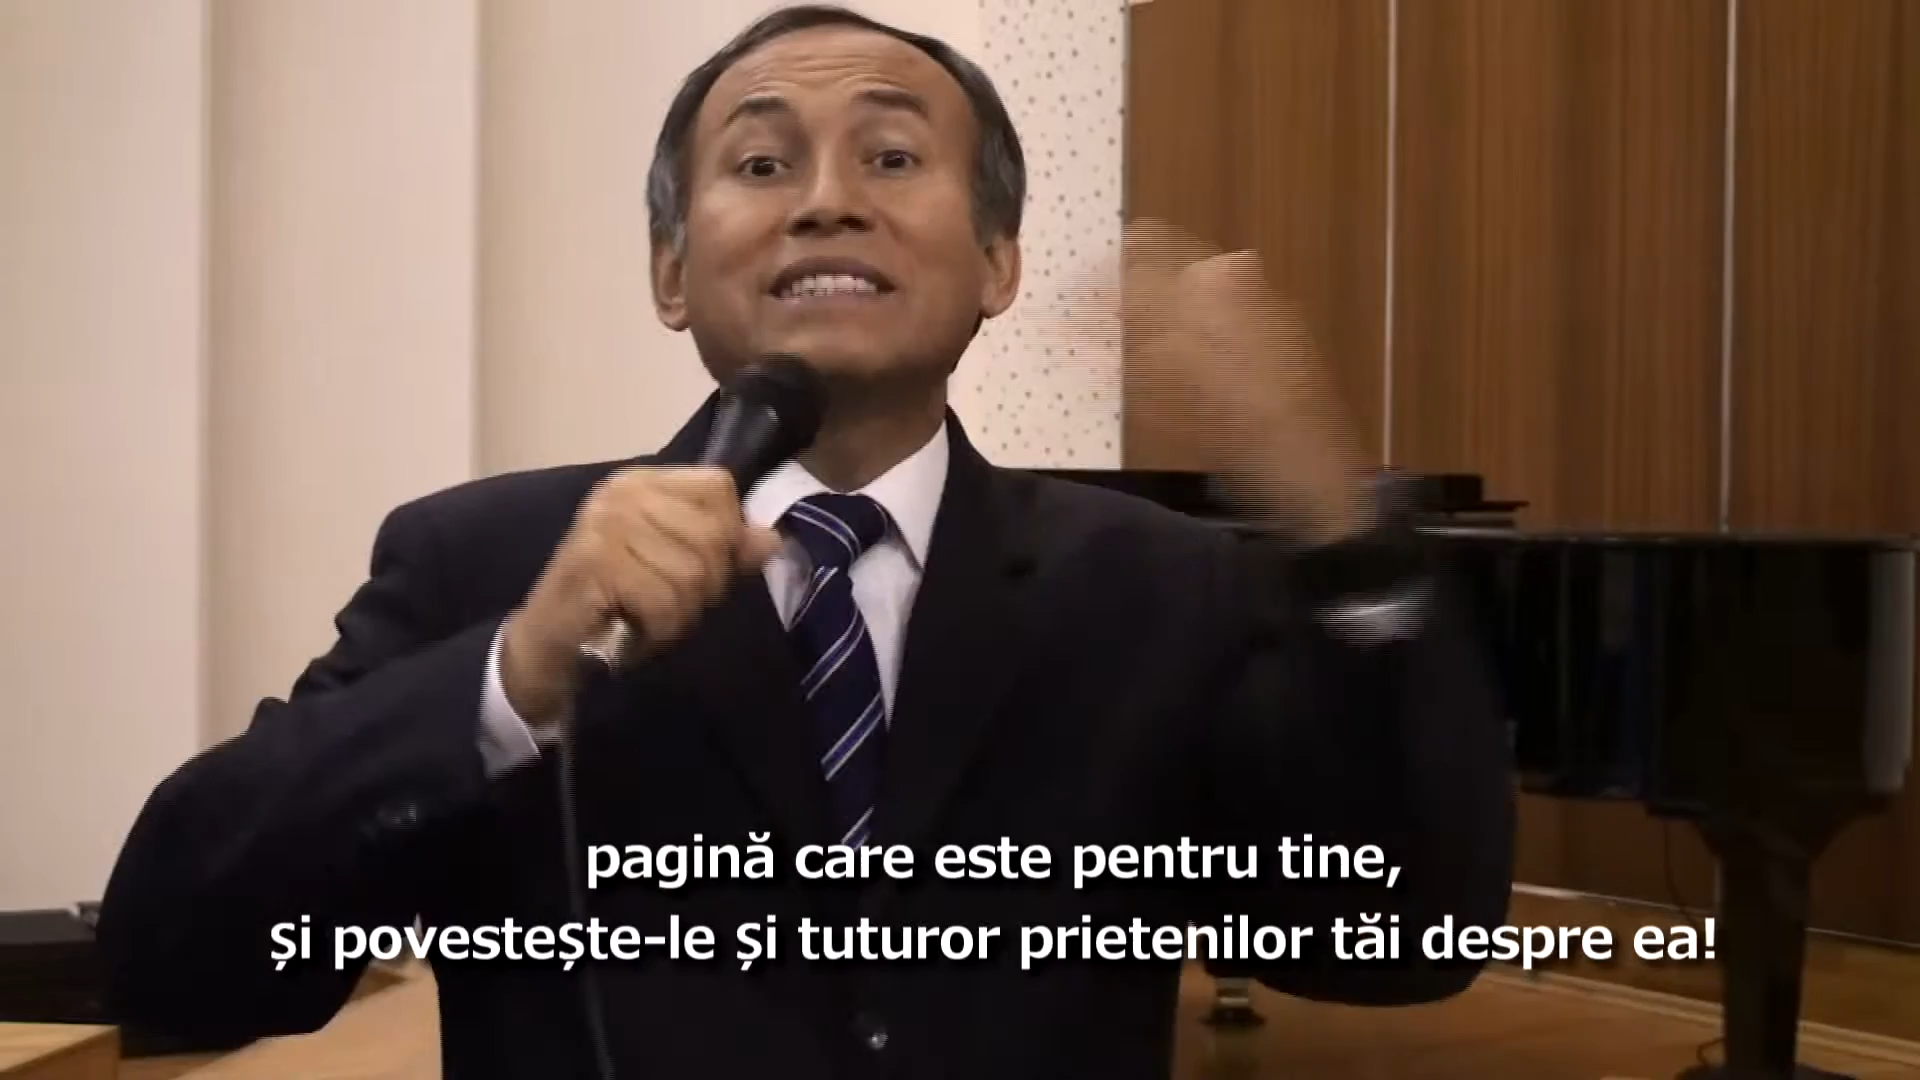 pagină care este pentru tine,
și povestește-le și tuturor prietenilor tăi despre ea!